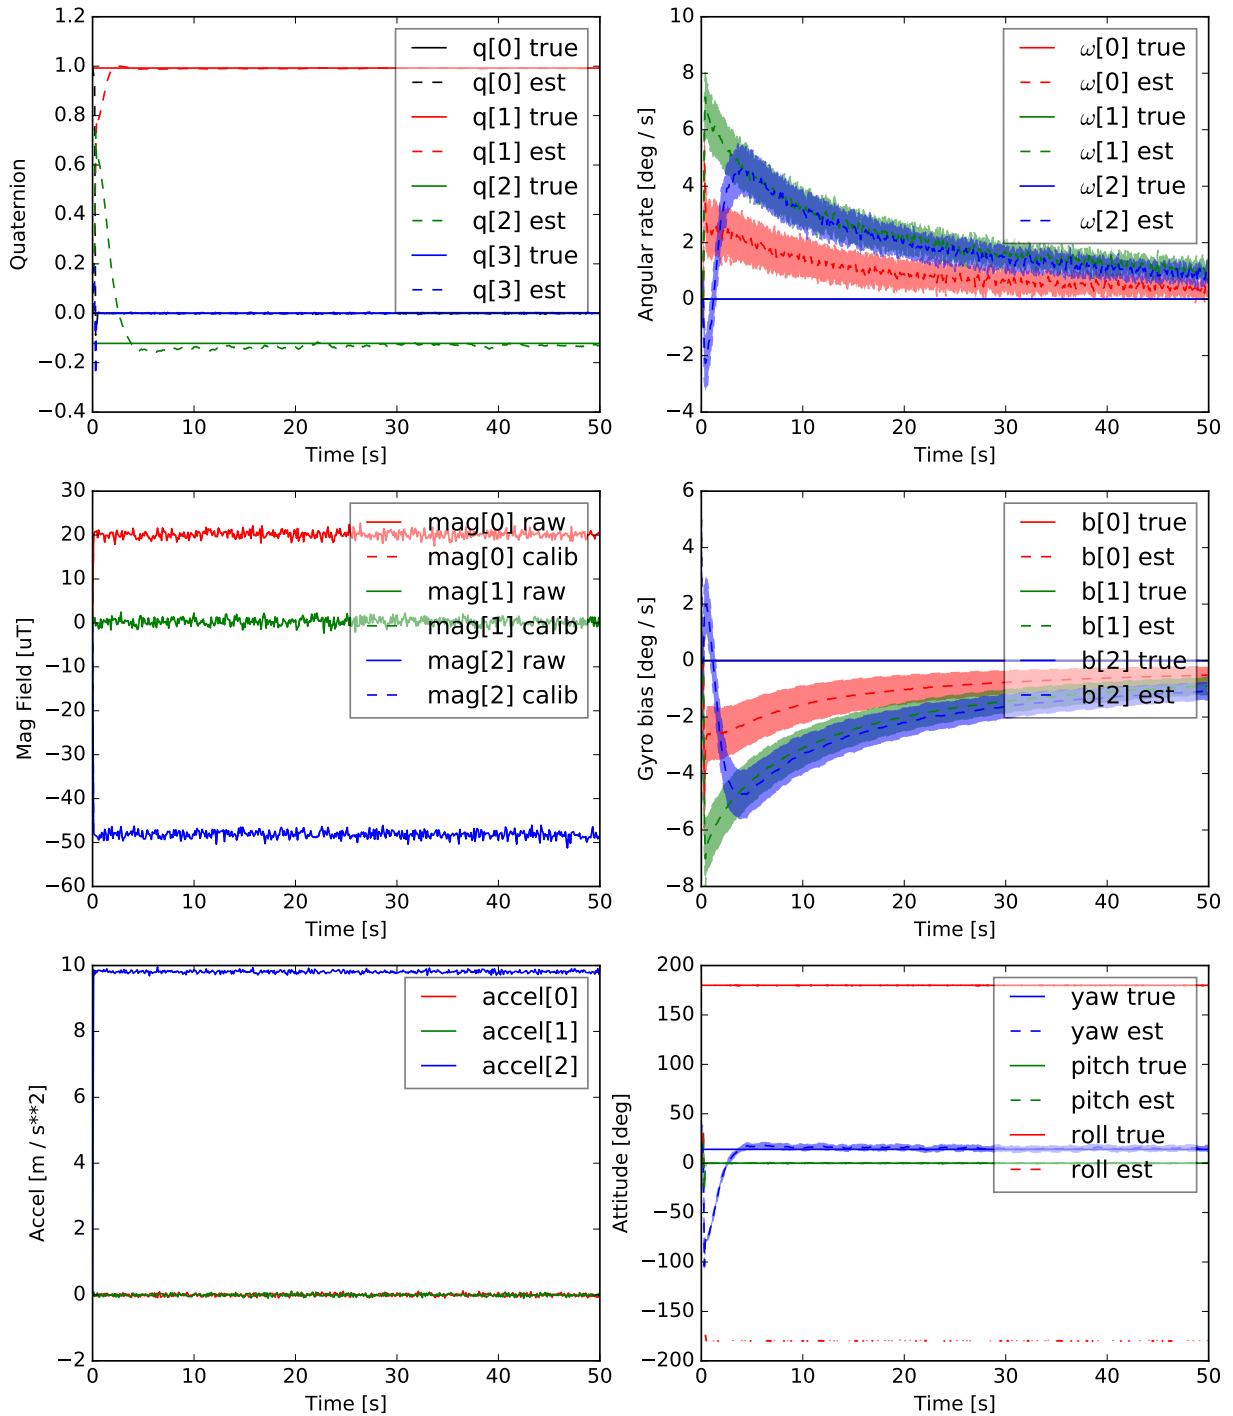 1.2
1.0
0.8
0.6
0.4
0.2
0.0
−0.2
−0.4
Quaternion
q[0] true
q[0] est
q[1] true
q[1] est
q[2] true
q[2] est
q[3] true
q[3] est
0 10 20 30 40 50
Time [s]
10
8
6
4
2
0
−2
−4
Angular rate [deg / s]
ω[0] true
ω[0] est
ω[1] true
ω[1] est
ω[2] true
ω[2] est
0 10 20 30 40 50
Time [s]
30
20
10
0
−10
−20
−30
−40
−50
−60
Mag Field [uT]
mag[0] raw
mag[0] calib
mag[1] raw
mag[1] calib
mag[2] raw
mag[2] calib
0 10 20 30 40 50
Time [s]
6
4
2
0
−2
−4
−6
−8
Gyro bias [deg / s]
b[0] true
b[0] est
b[1] true
b[1] est
b[2] true
b[2] est
0 10 20 30 40 50
Time [s]
10
8
6
4
2
0
−2
Accel [m / s**2]
accel[0]
accel[1]
accel[2]
0 10 20 30 40 50
Time [s]
200
150
100
50
0
−50
−100
−150
−200
Attitude [deg]
yaw true
yaw est
pitch true
pitch est
roll true
roll est
0 10 20 30 40 50
Time [s]